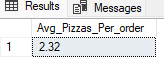 Results Messages
Avg_Pizzas_Per_order
1 2.32